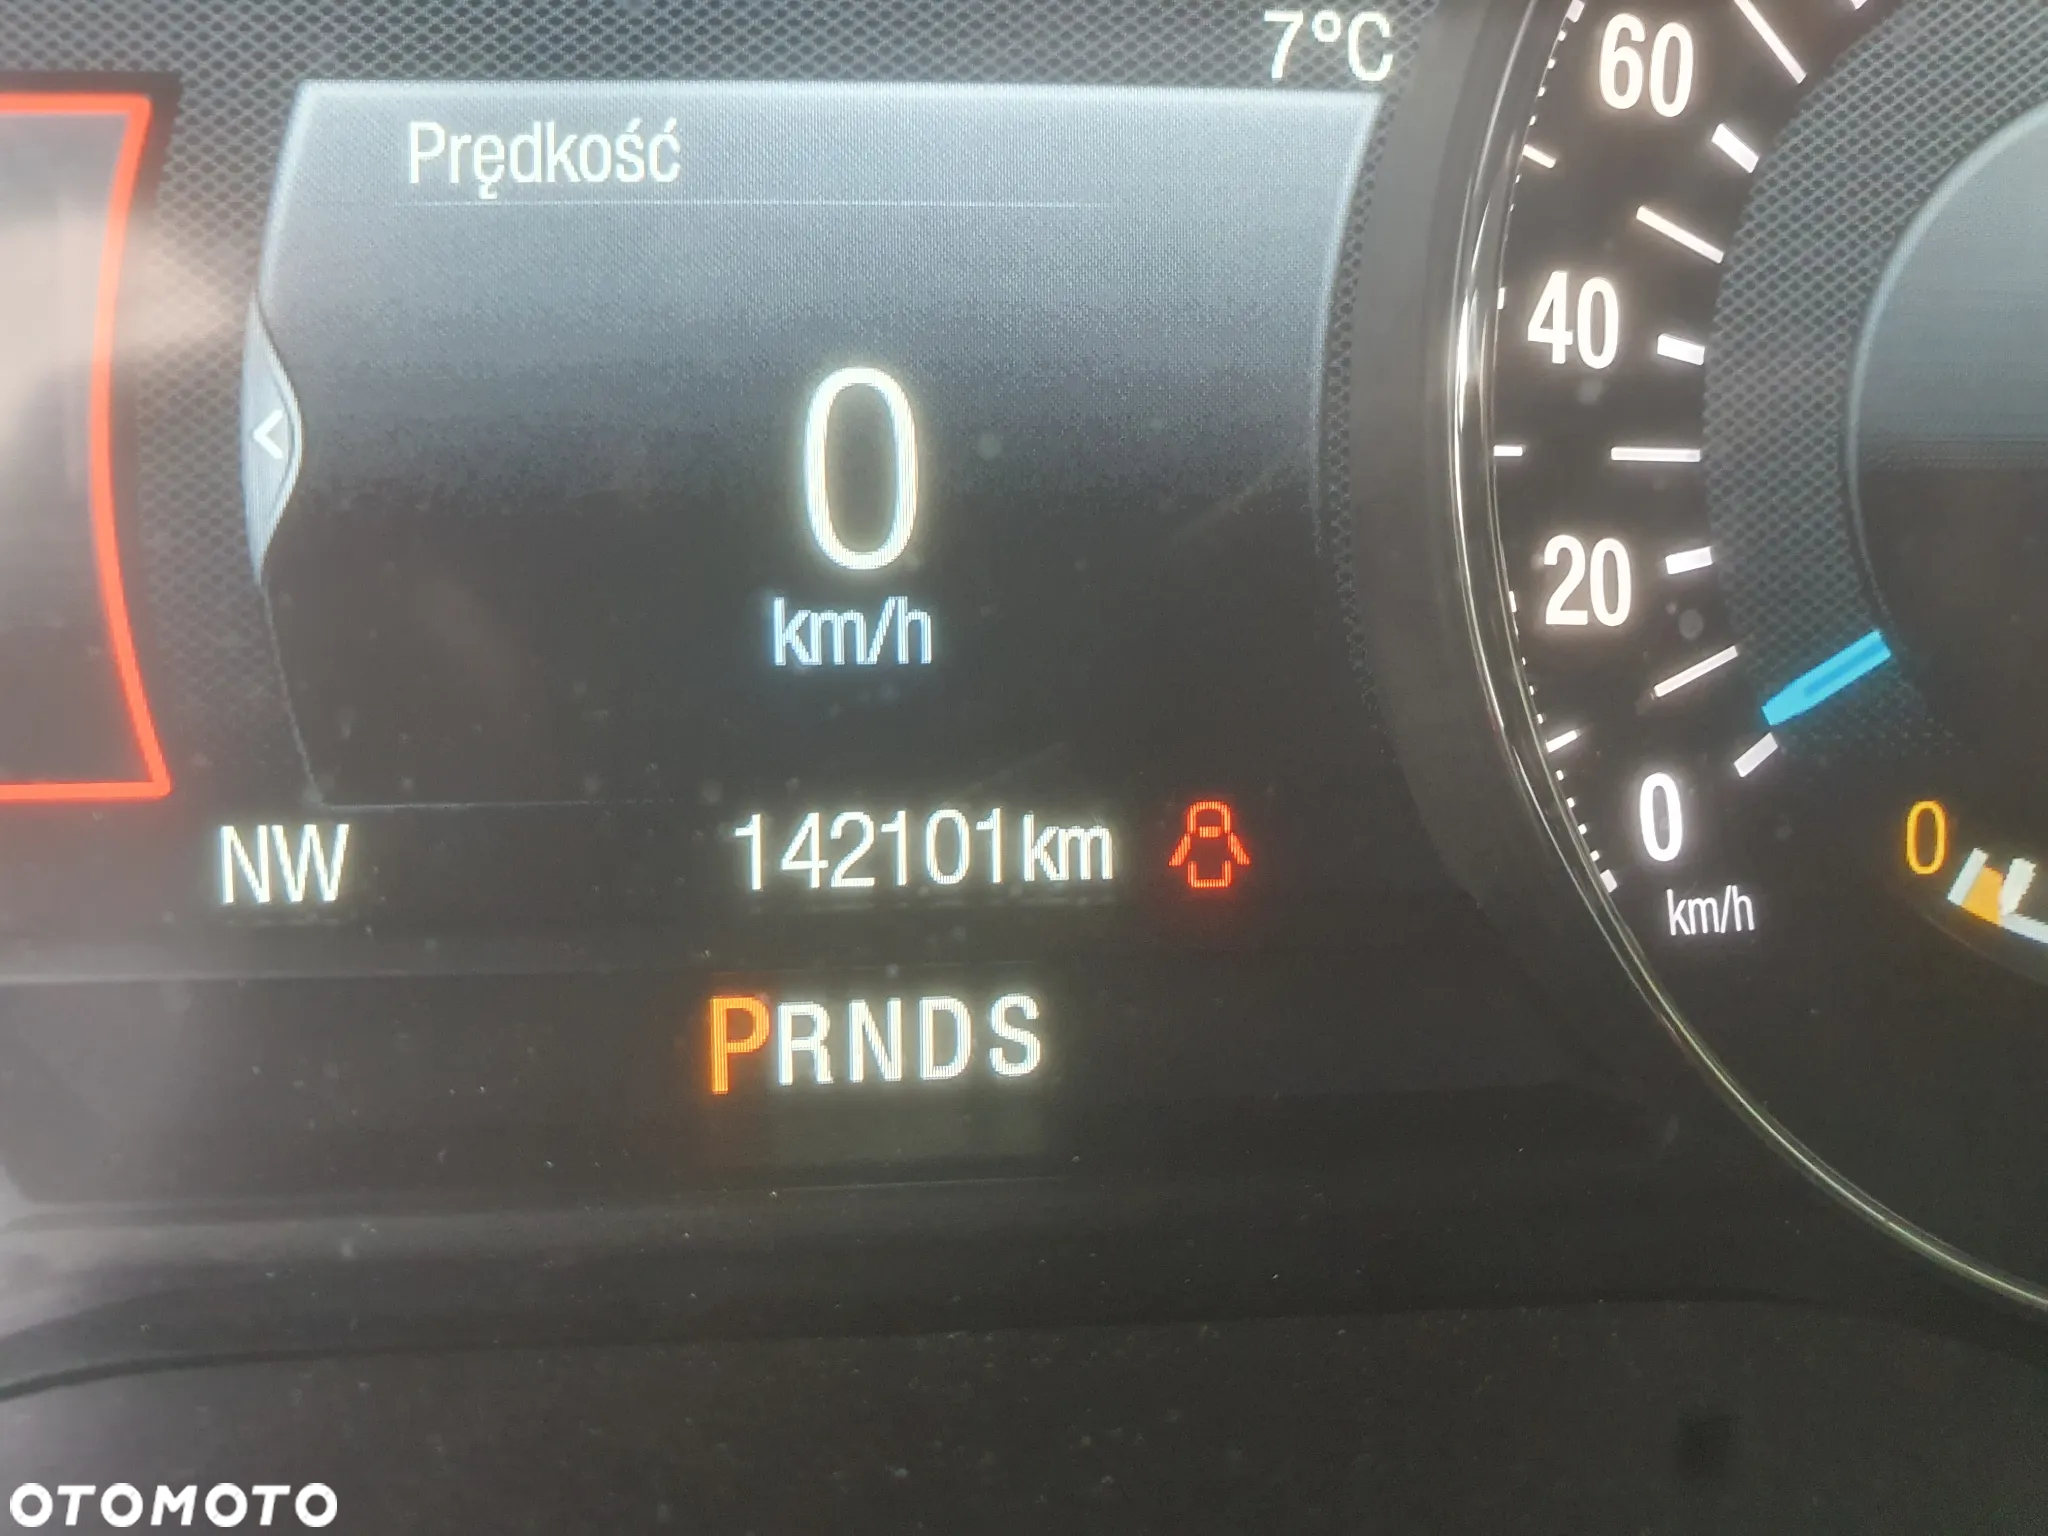 7°C
Prędkość
0
km/h
NW
142101km
PRNDS
60
40
20
0
km/h
0
OTOMOTO